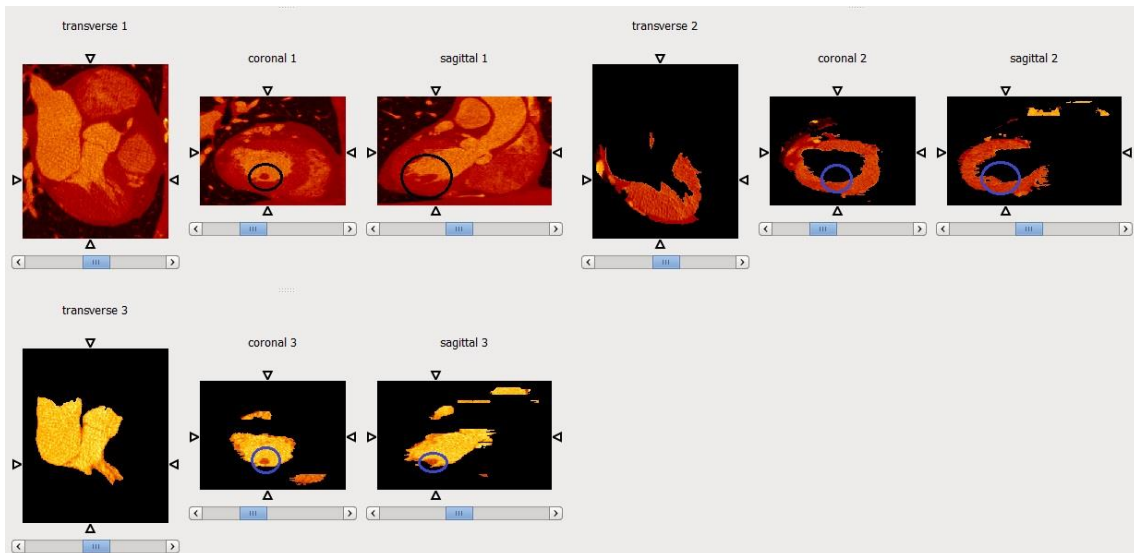 transverse 1
coronal 1
sagittal 1
transverse 2
coronal 2
sagittal 2
transverse 3
coronal 3
sagittal 3